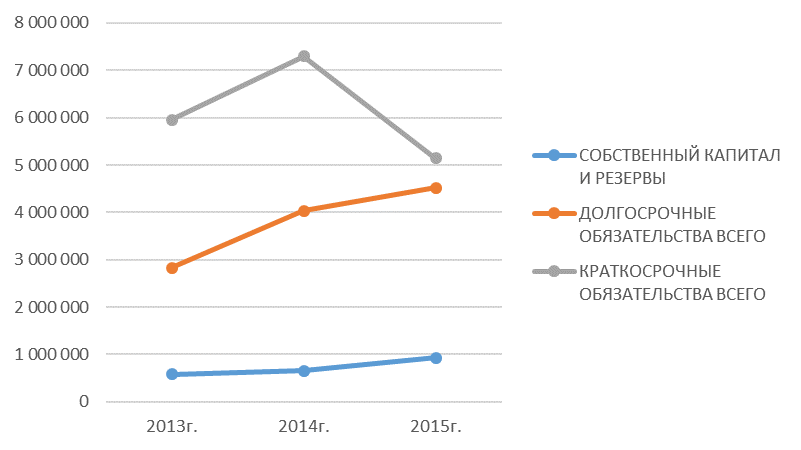 8 000 000
7 000 000
6 000 000
5 000 000
4 000 000
3 000 000
2 000 000
1 000 000
0
2013г.
2014г.
2015г.
СОБСТВЕННЫЙ КАПИТАЛ
И РЕЗЕРВЫ
ДОЛГОСРОЧНЫЕ
ОБЯЗАТЕЛЬСТВА ВСЕГО
КРАТКОСРОЧНЫЕ
ОБЯЗАТЕЛЬСТВА ВСЕГО